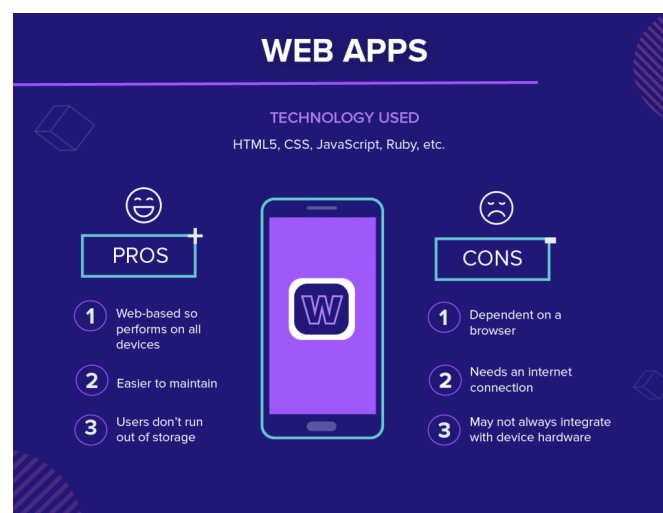 WEB APPS
TECHNOLOGY USED
HTML5, CSS, JavaScript, Ruby, etc.
PROS
1
Web-based so
performs on all
devices
2
Easier to maintain
3
Users don't run
out of storage
W
CONS
1
Dependent on a
browser
2
Needs an internet
connection
3
May not always integrate
with device hardware